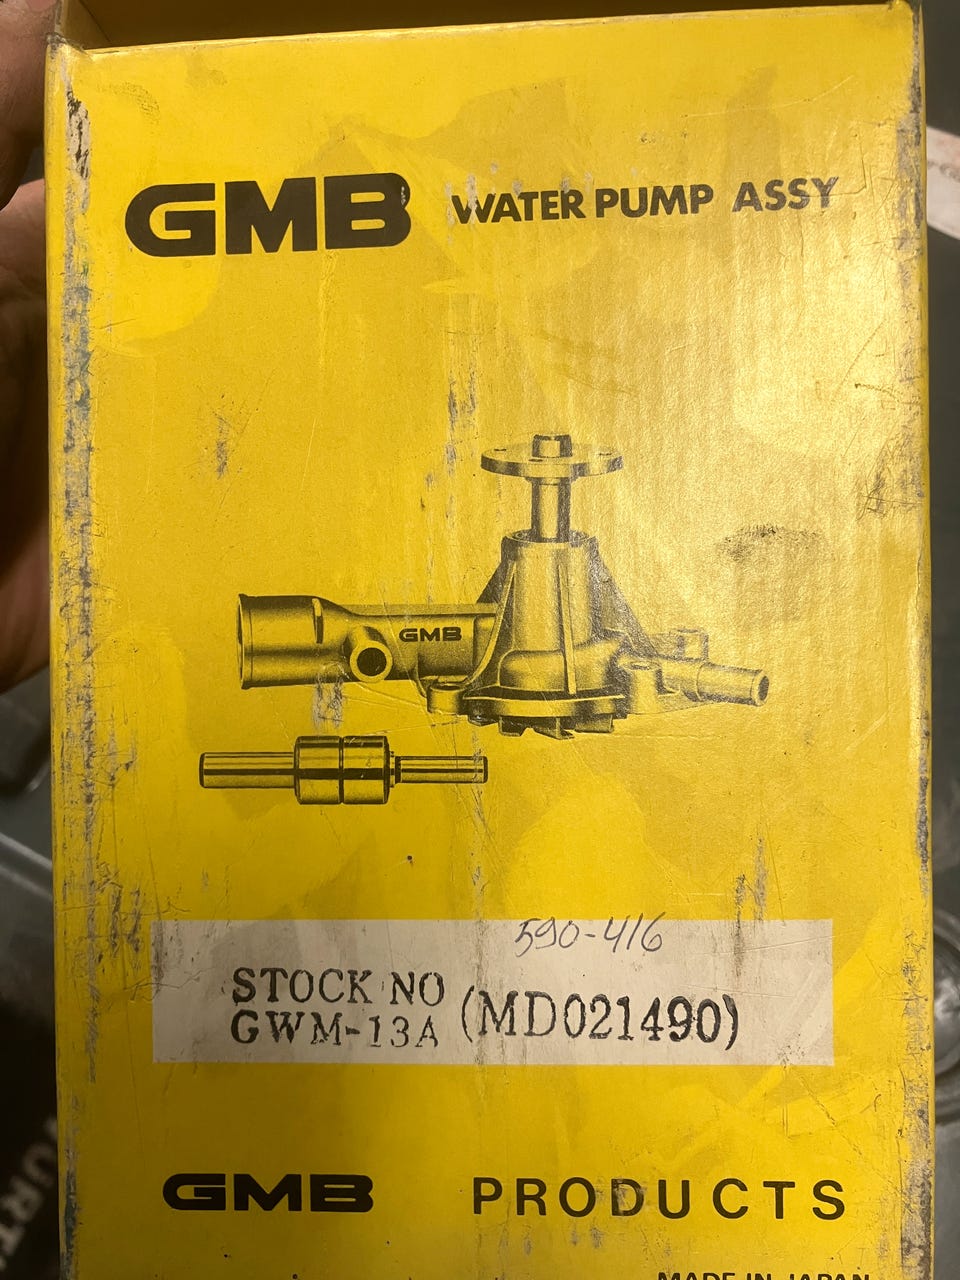 GMB WATER PUMP ASSY
GMB
590-416
STOCK NO
GWM-13A (MD021490)
GMB PRODUCTS
MADE IN JAPAN